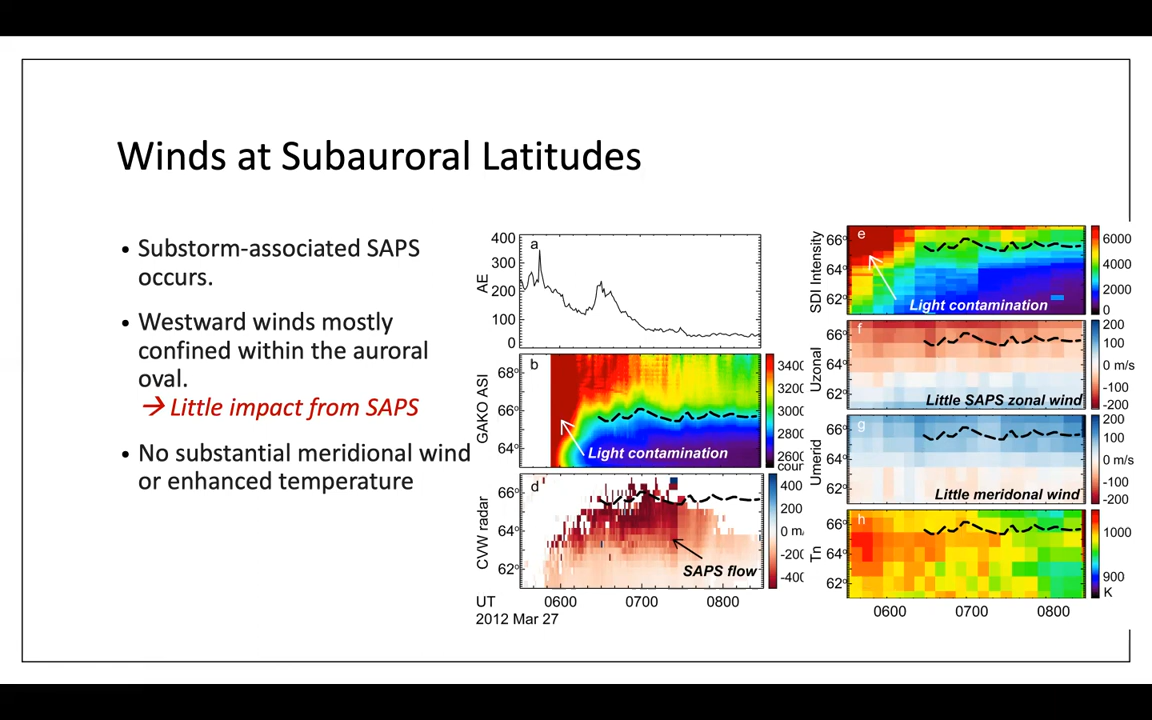 Winds at Subauroral Latitudes
• Substorm-associated SAPS
occurs.
• Westward winds mostly
confined within the auroral
oval.
→ Little impact from SAPS
• No substantial meridional wind
or enhanced temperature
a
AE
400
300
200
100
0
b
GAKO ASI
68°
66°
64°
Light contamination
3400
3200
3000
2800
2600
coun
d
CVW radar
66°
64°
62°
SAPS flow
400
200
0 m/s
-200
-400
UT
0600
0700
0800
2012 Mar 27
e
SDI Intensity
66°
64°
62°
Light contamination
6000
4000
2000
0
f
Uzonal
66°
64°
62°
Little SAPS zonal wind
200
100
0 m/s
-100
-200
g
Umerid
66°
64°
62°
Little meridonal wind
200
100
0 m/s
-100
-200
h
Tn
66°
64°
62°
1000
900
K
0600
0700
0800